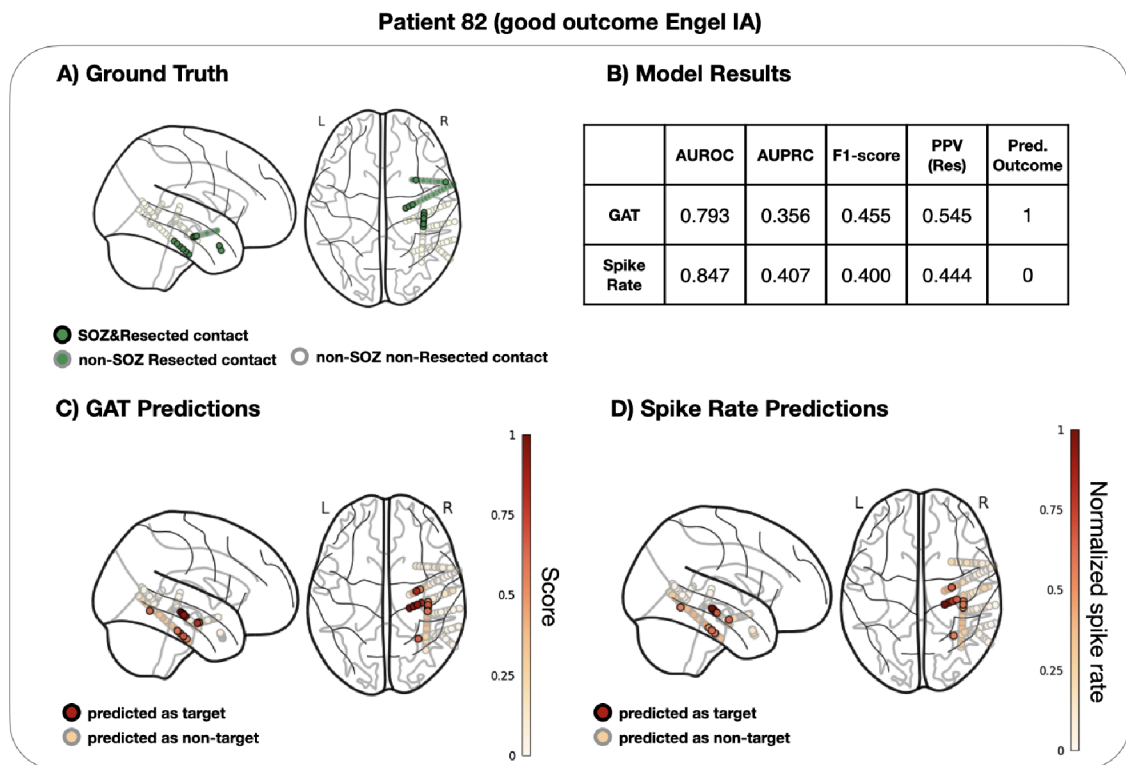 Patient 82 (good outcome Engel IA)
A) Ground Truth
L R
SOZ&Resected contact
non-SOZ Resected contact
non-SOZ non-Resected contact
B) Model Results
AUROC AUPRC F1-score PPV (Res) Pred. Outcome
GAT 0.793 0.356 0.455 0.545 1
Spike Rate 0.847 0.407 0.400 0.444 0
C) GAT Predictions
L R
1
0.75
0.5
0.25
0
Score
predicted as target
predicted as non-target
D) Spike Rate Predictions
L R
1
0.75
0.5
0.25
0
Normalized spike rate
predicted as target
predicted as non-target